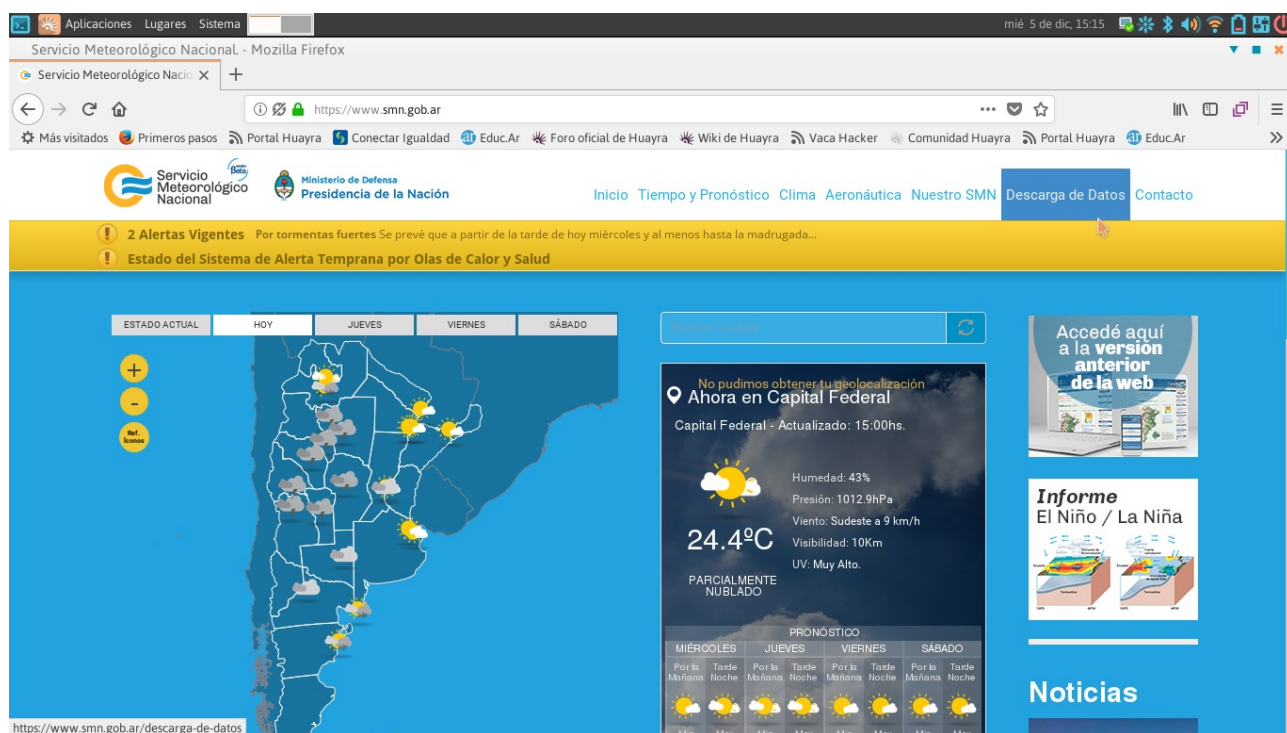 Aplicaciones Lugares Sistema
mié 5 de dic, 15:15
Servicio Meteorológico Nacional. - Mozilla Firefox
Servicio Meteorológico Nacio
https://www.smn.gob.ar
Más visitados Primeros pasos Portal Huayra Conectar Igualdad Educ.Ar Foro oficial de Huayra Wiki de Huayra Vaca Hacker Comunidad Huayra Portal Huayra Educ.Ar
Servicio
Meteorológico
Nacional
Beta
Ministerio de Defensa
Presidencia de la Nación
Inicio Tiempo y Pronóstico Clima Aeronáutica Nuestro SMN Descarga de Datos Contacto
2 Alertas Vigentes Por tormentas fuertes Se prevé que a partir de la tarde de hoy miércoles y al menos hasta la madrugada...
Estado del Sistema de Alerta Temprana por Olas de Calor y Salud
ESTADO ACTUAL HOY JUEVES VIERNES SÁBADO
+
-
Ref.
Íconos
No pudimos obtener tu geolocalización
Ahora en Capital Federal
Capital Federal - Actualizado: 15:00hs.
Humedad: 43%
Presión: 1012.9hPa
Viento: Sudeste a 9 km/h
Visibilidad: 10Km
UV: Muy Alto.
24.4ºC
PARCIALMENTE
NUBLADO
PRONÓSTICO
MIÉRCOLES JUEVES VIERNES SÁBADO
Por la Tarde Por la Tarde Por la Tarde Por la Tarde
Mañana Noche Mañana Noche Mañana Noche Mañana Noche
Accedé aquí
a la versión
anterior
de la web
Informe
El Niño / La Niña
Noticias
https://www.smn.gob.ar/descarga-de-datos